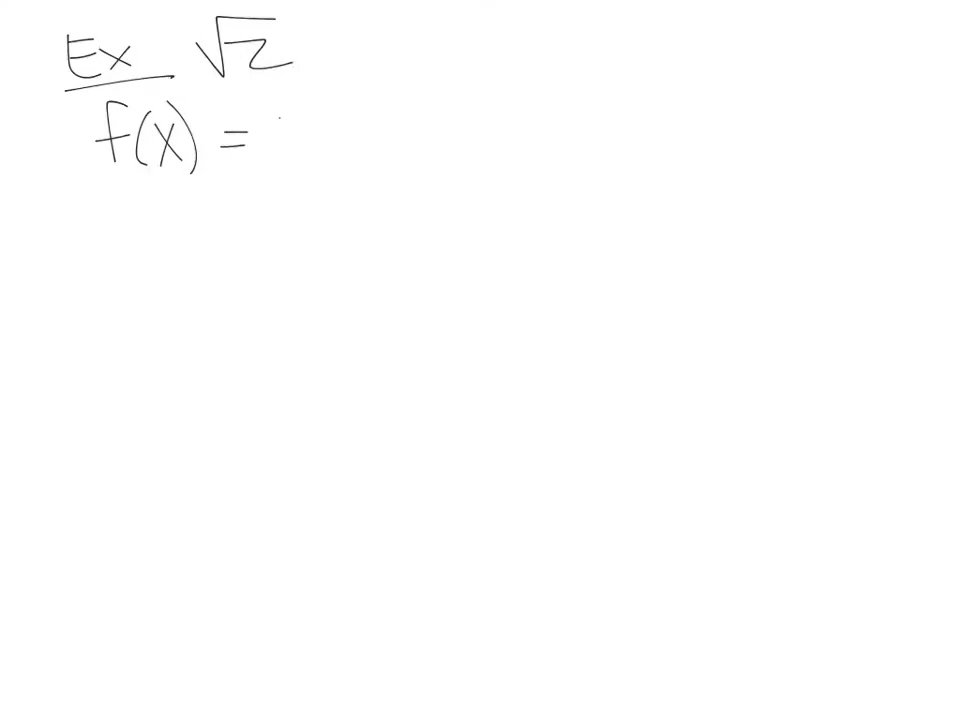 Ex √2
f(x) =